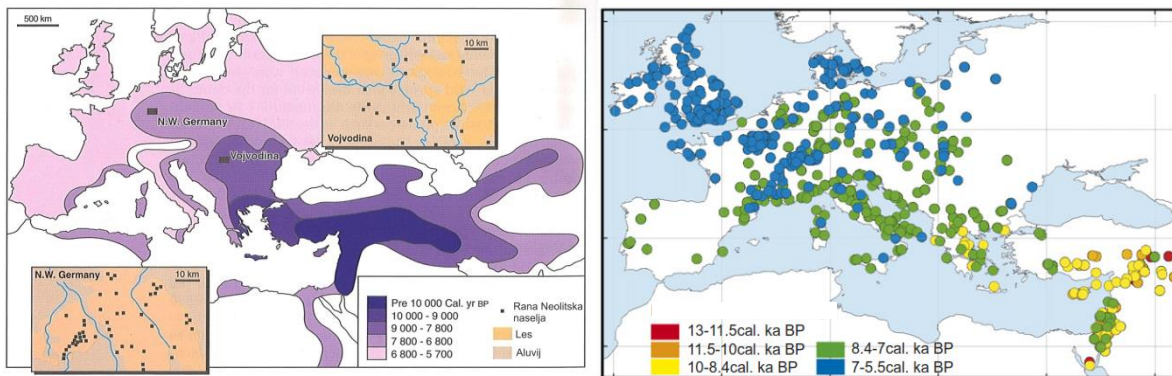 500 km
N.W. Germany
Vojvodina
10 km
Vojvodina
N.W. Germany
10 km
Pre 10 000 Cal. yr BP
10 000 - 9 000
9 000 - 7 800
7 800 - 6 800
6 800 - 5 700
Rana Neolitska
naselja
Les
Aluvij
13-11.5cal. ka BP
11.5-10cal. ka BP
10-8.4cal. ka BP
8.4-7cal. ka BP
7-5.5cal. ka BP